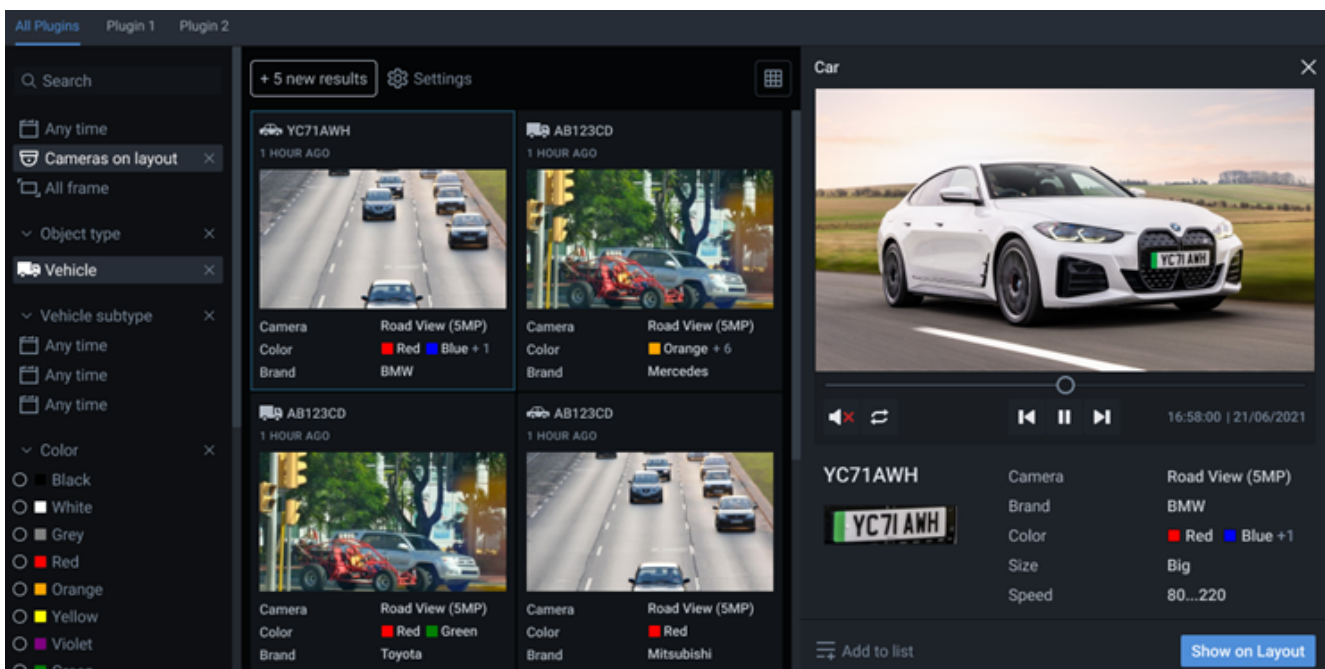 All Plugins Plugin 1 Plugin 2
Search
Any time
Cameras on layout
All frame
Object type
Vehicle
Vehicle subtype
Any time
Any time
Any time
Color
Black
White
Grey
Red
Orange
Yellow
Violet
Green
+ 5 new results Settings
YC71AWH
1 HOUR AGO
Camera Road View (5MP)
Color Red Blue + 1
Brand BMW
AB123CD
1 HOUR AGO
Camera Road View (5MP)
Color Orange + 6
Brand Mercedes
AB123CD
1 HOUR AGO
Camera Road View (5MP)
Color Red Green
Brand Toyota
AB123CD
1 HOUR AGO
Camera Road View (5MP)
Color Red
Brand Mitsubishi
Car
YC71 AWH
16:58:00 | 21/06/2021
YC71AWH
YC71 AWH
Camera Road View (5MP)
Brand BMW
Color Red Blue +1
Size Big
Speed 80...220
Add to list
Show on Layout